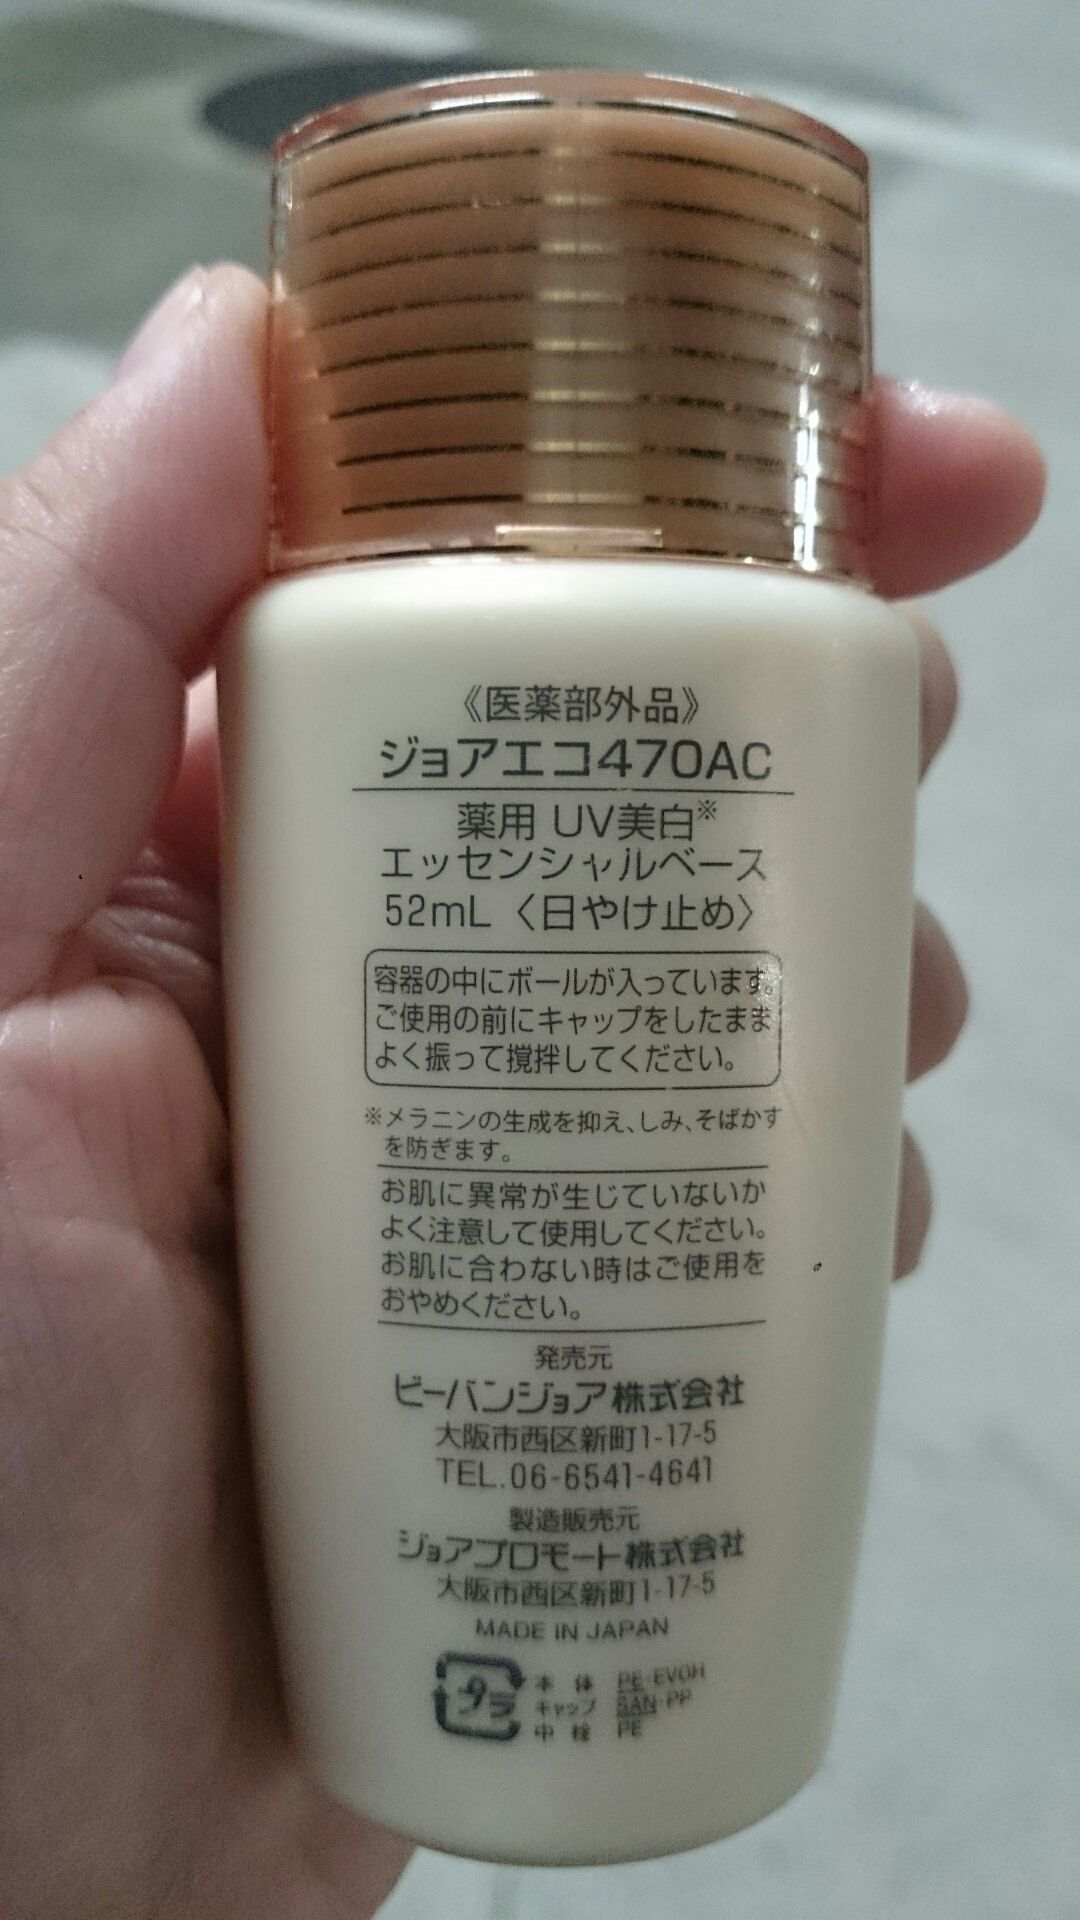 《医薬部外品》
ジョアエコ470AC
薬用 UV美白※
エッセンシャルベース
52mL〈日やけ止め〉
容器の中にボールが入っています。
ご使用の前にキャップをしたまま
よく振って撹拌してください。
※メラニンの生成を抑え、しみ、そばかす
を防ぎます。
お肌に異常が生じていないか
よく注意して使用してください。
お肌に合わない時はご使用を
おやめください。
発売元
ビーバンジョア株式会社
大阪市西区新町1-17-5
TEL.06-6541-4641
製造販売元
ジョアプロモート株式会社
大阪市西区新町1-17-5
MADE IN JAPAN
プラ
本体 PE・EVOH
キャップ SAN・PP
中栓 PE